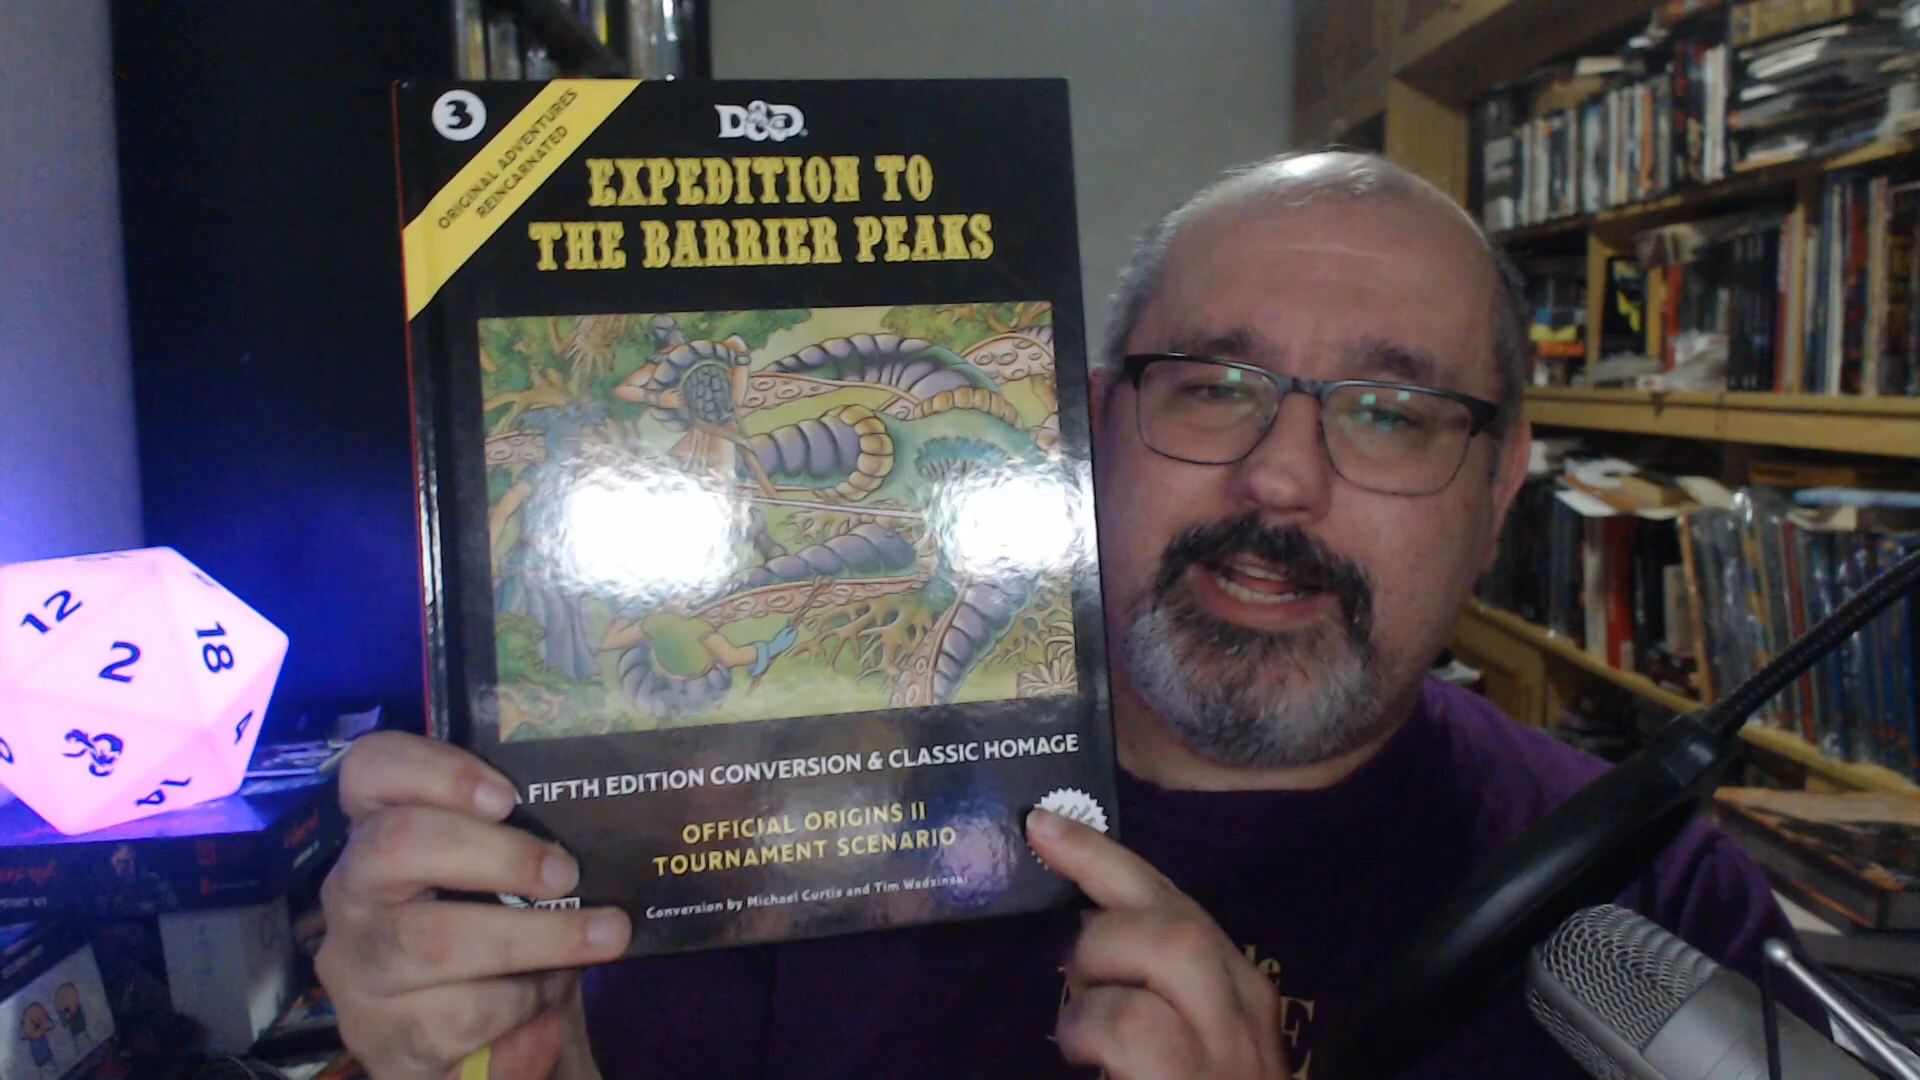 3
ORIGINAL ADVENTURES
REINCARNATED
D&D
EXPEDITION TO
THE BARRIER PEAKS
A FIFTH EDITION CONVERSION & CLASSIC HOMAGE
OFFICIAL ORIGINS II
TOURNAMENT SCENARIO
Conversion by Michael Curtis and Tim Wadzinski
12
2
18
4
14